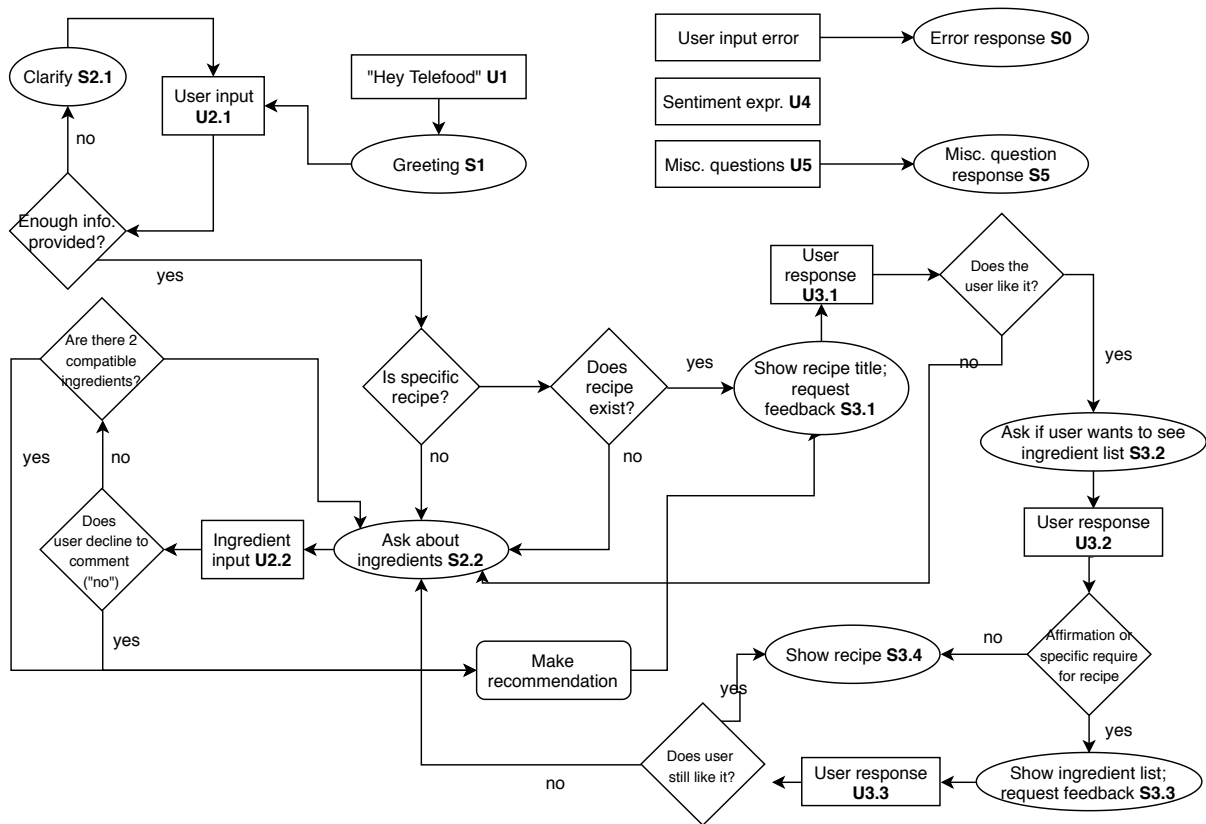 Clarify S2.1
User input
U2.1
"Hey Telefood" U1
Greeting S1
no
Enough info.
provided?
yes
User input error
Error response S0
Sentiment expr. U4
Misc. questions U5
Misc. question
response S5
Are there 2
compatible
ingredients?
yes
no
Does
user decline to
comment
("no")
yes
Ingredient
input U2.2
Ask about
ingredients S2.2
Is specific
recipe?
no
Does
recipe
exist?
yes
no
Show recipe title;
request
feedback S3.1
User
response
U3.1
Does the
user like it?
no
yes
Ask if user wants to see
ingredient list S3.2
User response
U3.2
Affirmation or
specific require
for recipe
no
yes
Show recipe S3.4
Make
recommendation
yes
Does user
still like it?
no
User response
U3.3
Show ingredient list;
request feedback S3.3